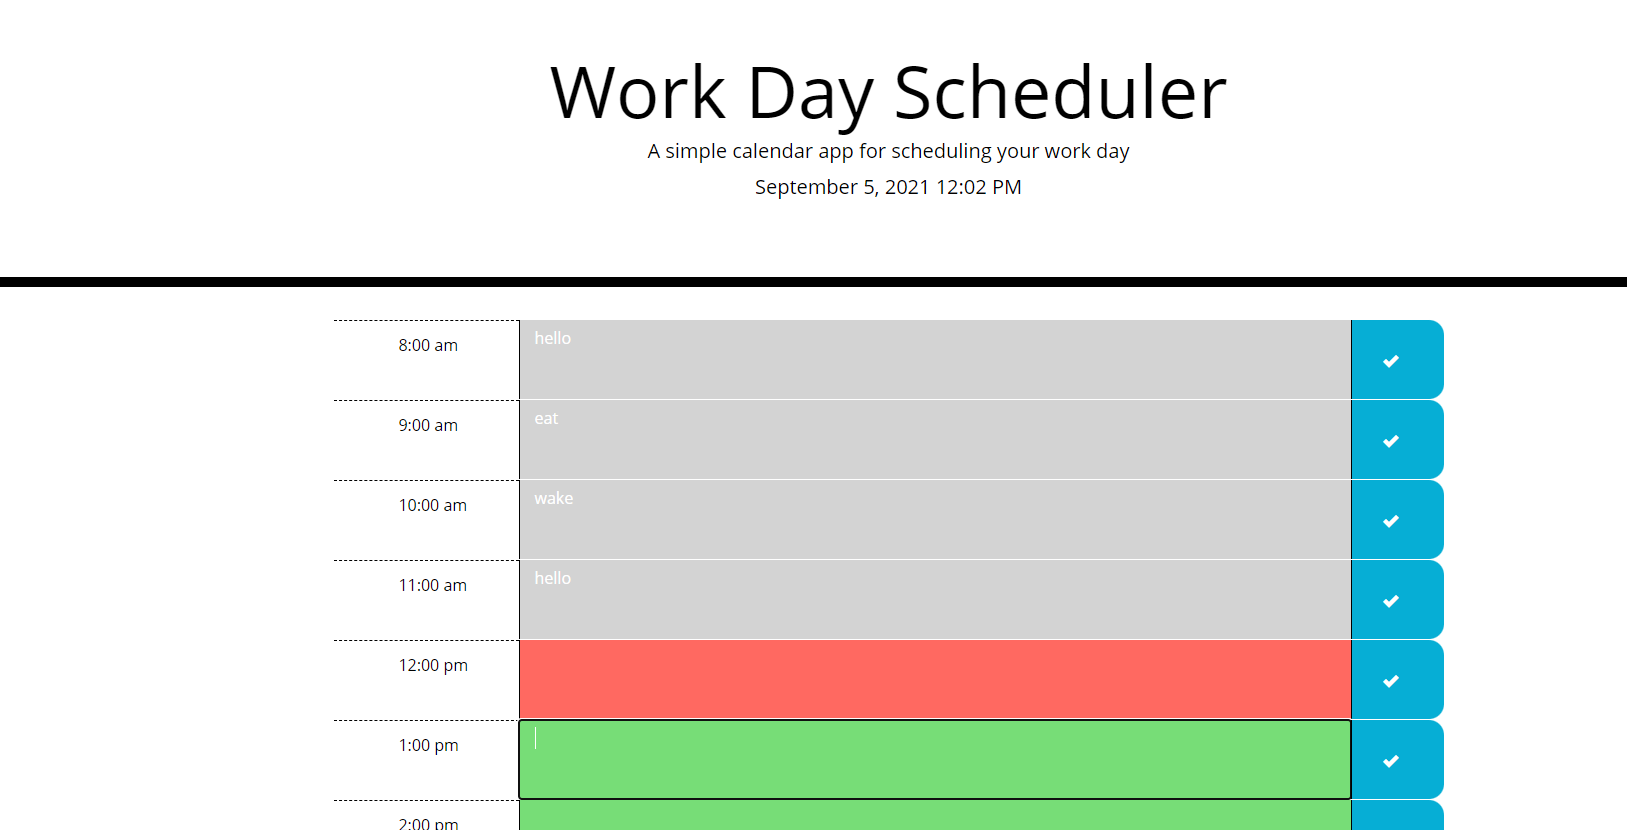 Work Day Scheduler
A simple calendar app for scheduling your work day
September 5, 2021 12:02 PM
8:00 am hello
9:00 am eat
10:00 am wake
11:00 am hello
12:00 pm
1:00 pm
2:00 pm